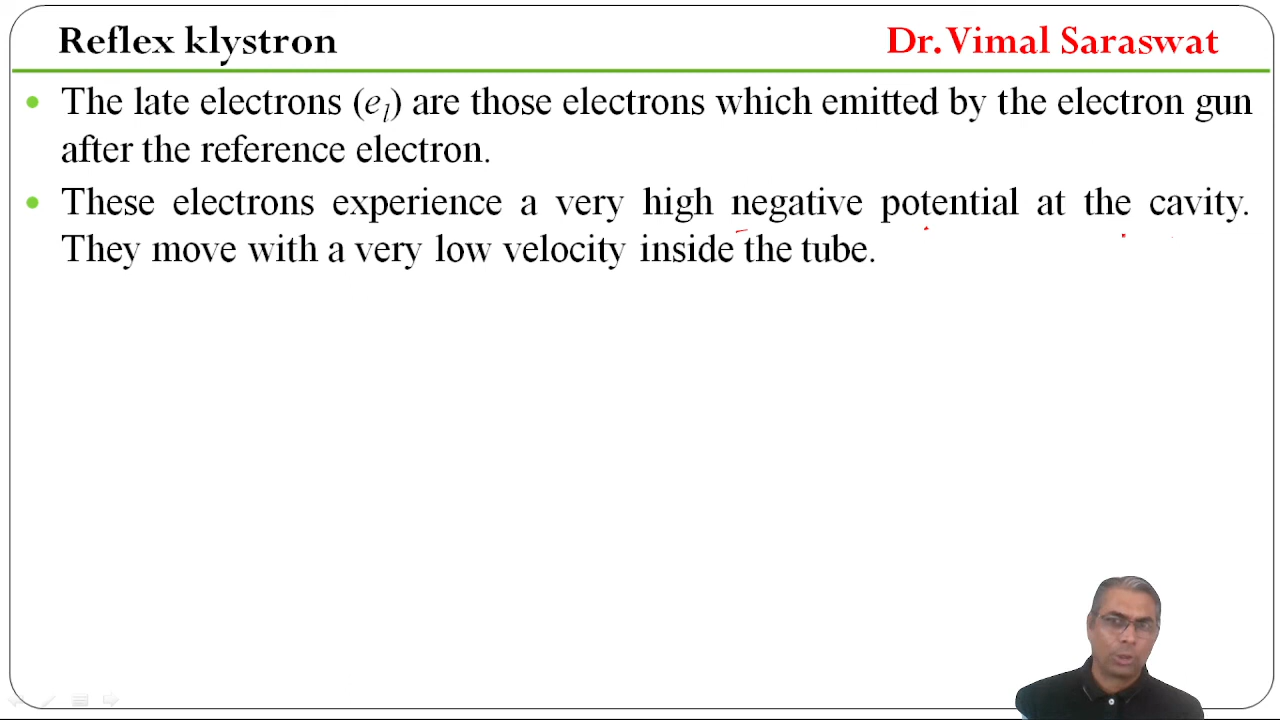 Reflex klystron
Dr. Vimal Saraswat
The late electrons (el) are those electrons which emitted by the electron gun
after the reference electron.
These electrons experience a very high negative potential at the cavity.
They move with a very low velocity inside the tube.